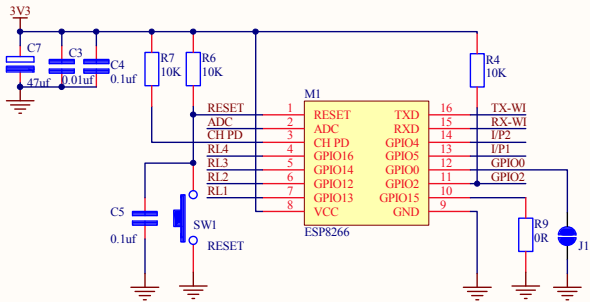 3V3
C7
47uf
C3
0.01uf
C4
0.1uf
R7
10K
R6
10K
R4
10K
M1
RESET 1 RESET TXD 16 TX-WI
ADC 2 ADC RXD 15 RX-WI
CH PD 3 CH PD GPIO4 14 I/P2
RL4 4 GPIO16 GPIO5 13 I/P1
RL3 5 GPIO14 GPIO0 12 GPIO0
RL2 6 GPIO12 GPIO2 11 GPIO2
RL1 7 GPIO13 GPIO15 10
8 VCC GND 9
ESP8266
C5
0.1uf
SW1
RESET
R9
0R
J1